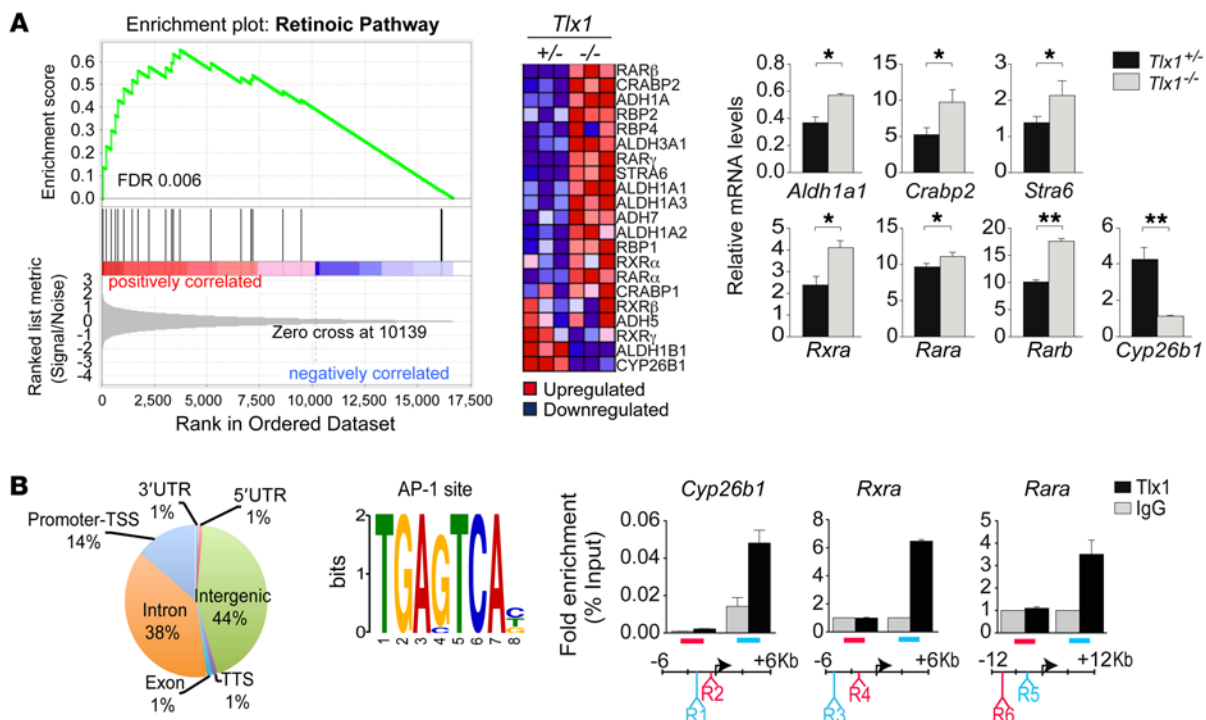 A
Enrichment plot: Retinoic Pathway
Enrichment score
0.6
0.5
0.4
0.3
0.2
0.1
0.0
FDR 0.006
positively correlated
Ranked list metric
(Signal/Noise)
3
2
1
0
-1
-2
-3
-4
Zero cross at 10139
negatively correlated
0 2,500 5,000 7,500 10,000 12,500 15,000 17,500
Rank in Ordered Dataset
Tlx1
+/- -/-
RARβ
CRABP2
ADH1A
RBP2
RBP4
ALDH3A1
RARγ
STRA6
ALDH1A1
ALDH1A3
ADH7
ALDH1A2
RBP1
RXRα
RARα
CRABP1
RXRβ
ADH5
RXRγ
ALDH1B1
CYP26B1
Upregulated
Downregulated
Relative mRNA levels
0.8
0.6
0.4
0.2
0.0
*
Aldh1a1
15
10
5
0
*
Crabp2
3
2
1
0
*
Stra6
Tlx1+/-
Tlx1-/-
5
4
3
2
1
0
*
Rxra
15
10
5
0
*
Rara
20
15
10
5
0
**
Rarb
6
4
2
0
**
Cyp26b1
B
3'UTR
1%
5'UTR
1%
Promoter-TSS
14%
Intergenic
44%
Intron
38%
Exon
1%
TTS
1%
AP-1 site
bits
2
1
0
TGAGTCAC
C T
G
1 2 3 4 5 6 7 8
Fold enrichment
(% Input)
Cyp26b1
0.06
0.04
0.02
0.00
-6 +6Kb
R2
R1
Rxra
8
6
4
2
0
-6 +6Kb
R4
R3
Rara
5
4
3
2
1
0
-12 +12Kb
R5
R6
Tlx1
IgG